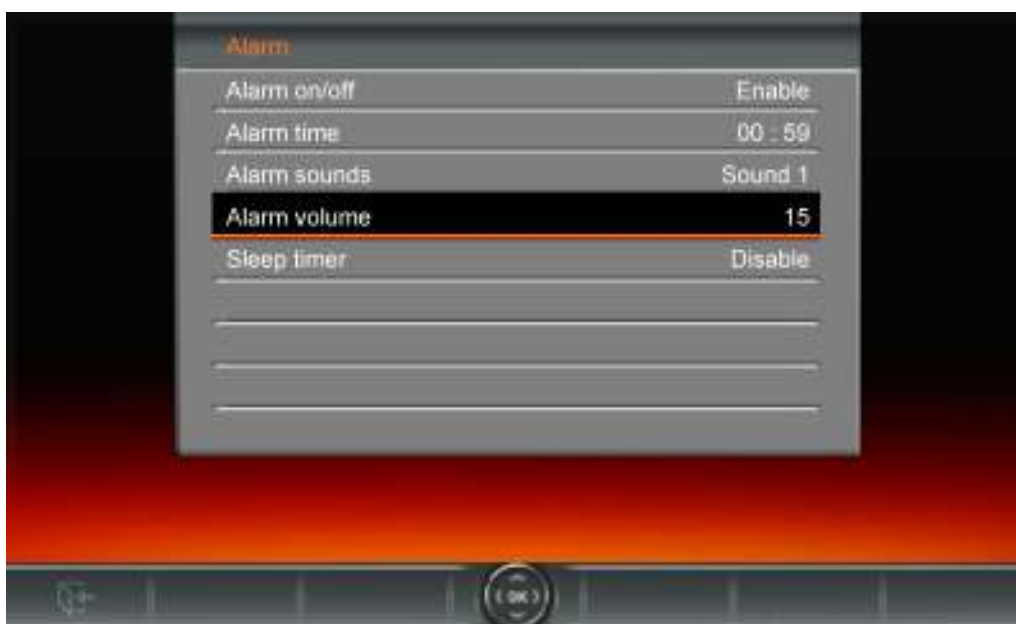 Alarm
Alarm on/off Enable
Alarm time 00 : 59
Alarm sounds Sound 1
Alarm volume 15
Sleep timer Disable
OK